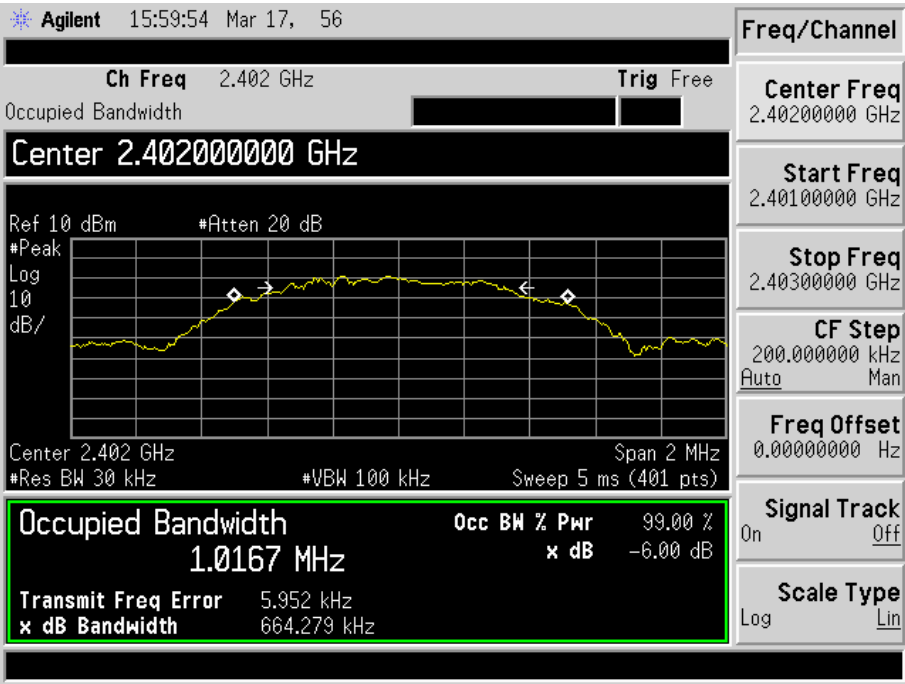 Agilent 15:59:54 Mar 17, 56
Freq/Channel
Ch Freq 2.402 GHz Trig Free
Occupied Bandwidth
Center 2.402000000 GHz
Ref 10 dBm #Atten 20 dB
#Peak
Log
10
dB/
Center 2.402 GHz Span 2 MHz
#Res BW 30 kHz #VBW 100 kHz Sweep 5 ms (401 pts)
Occupied Bandwidth
1.0167 MHz
Occ BW % Pwr 99.00 %
x dB -6.00 dB
Transmit Freq Error 5.952 kHz
x dB Bandwidth 664.279 kHz
Center Freq
2.40200000 GHz
Start Freq
2.40100000 GHz
Stop Freq
2.40300000 GHz
CF Step
200.000000 kHz
Auto Man
Freq Offset
0.00000000 Hz
Signal Track
On Off
Scale Type
Log Lin